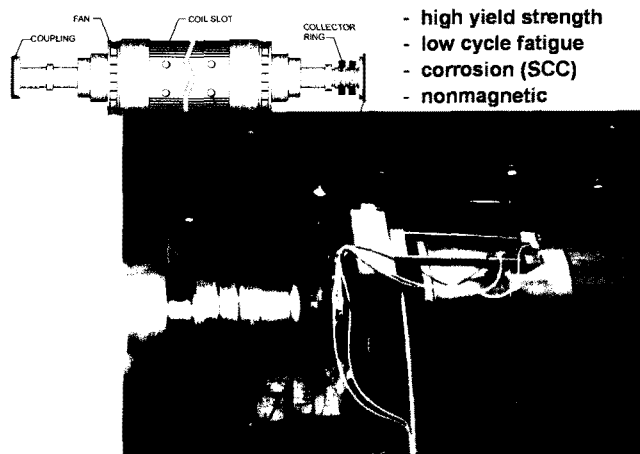 FAN
COIL SLOT
COLLECTOR
RING
COUPLING
- high yield strength
- low cycle fatigue
- corrosion (SCC)
- nonmagnetic